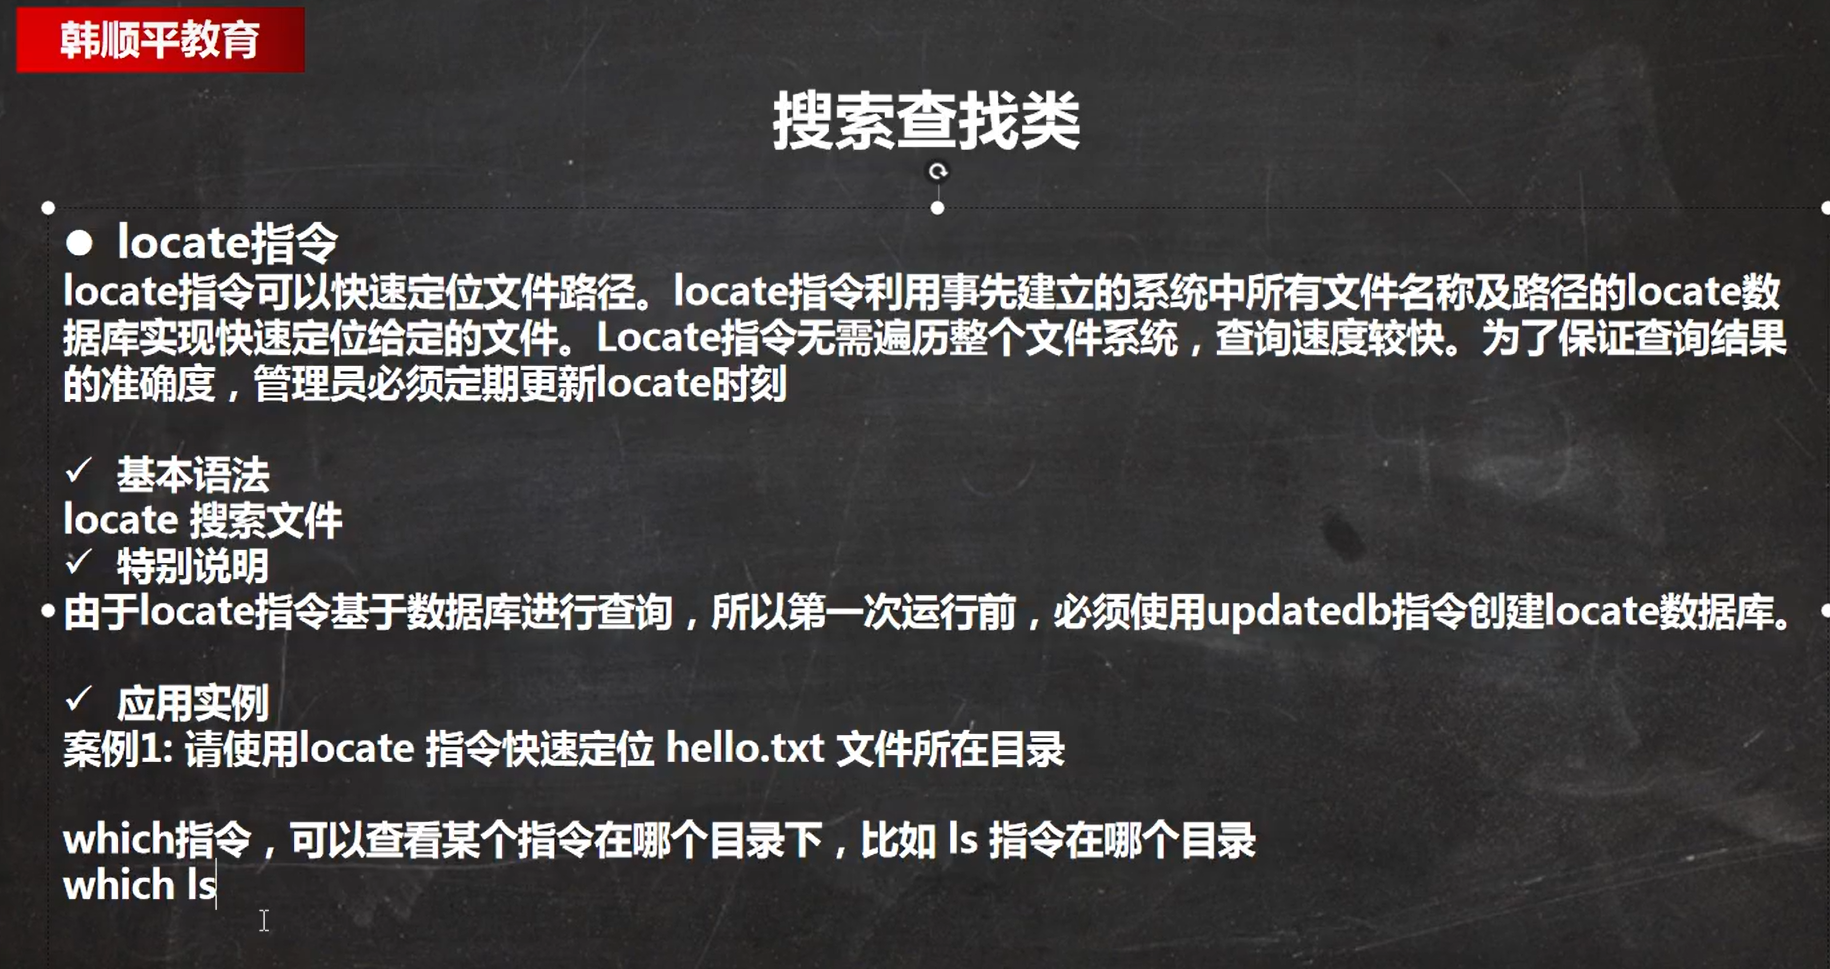 韩顺平教育
搜索查找类
● locate指令
locate指令可以快速定位文件路径。locate指令利用事先建立的系统中所有文件名称及路径的locate数
据库实现快速定位给定的文件。Locate指令无需遍历整个文件系统，查询速度较快。为了保证查询结果
的准确度，管理员必须定期更新locate时刻
✓ 基本语法
locate 搜索文件
✓ 特别说明
由于locate指令基于数据库进行查询，所以第一次运行前，必须使用updatedb指令创建locate数据库。
✓ 应用实例
案例1: 请使用locate 指令快速定位 hello.txt 文件所在目录
which指令，可以查看某个指令在哪个目录下，比如 ls 指令在哪个目录
which ls